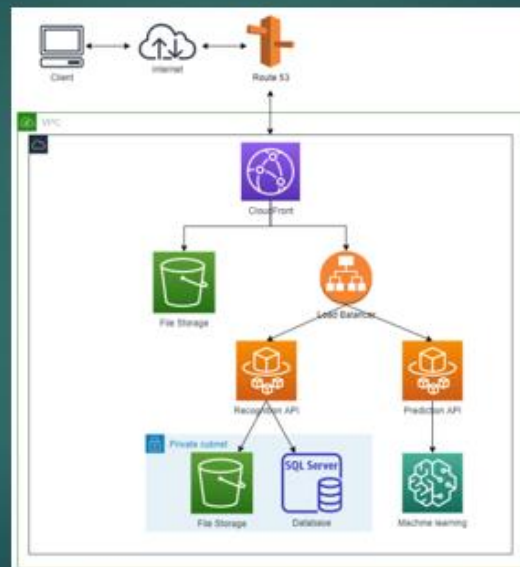 Client
Internet
Route 53
VPC
CloudFront
File Storage
Load Balancer
Recognition API
Prediction API
Private subnet
SQL Server
File Storage
Database
Machine learning